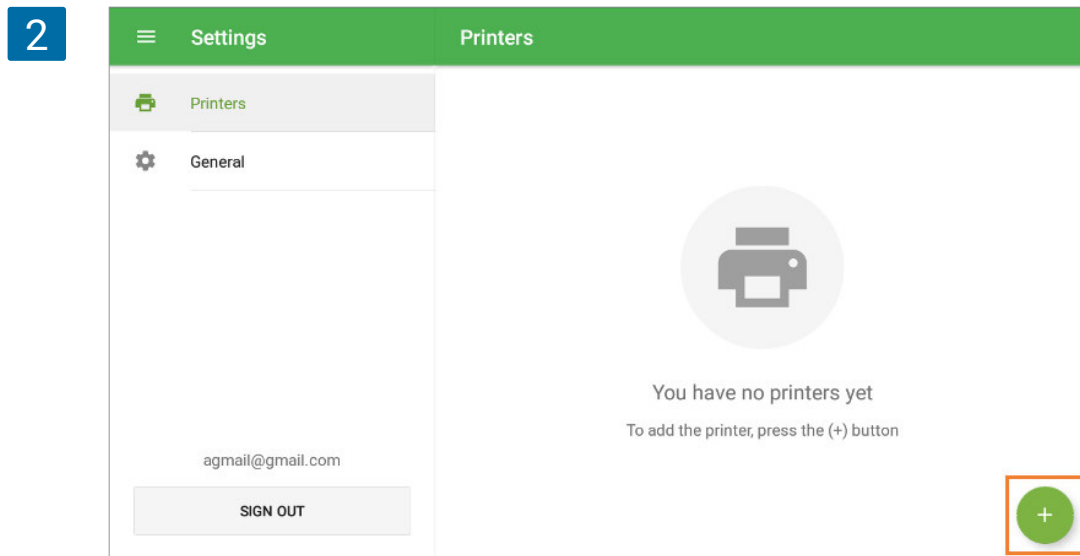 2
Settings
Printers
Printers
General
You have no printers yet
To add the printer, press the (+) button
agmail@gmail.com
SIGN OUT
+